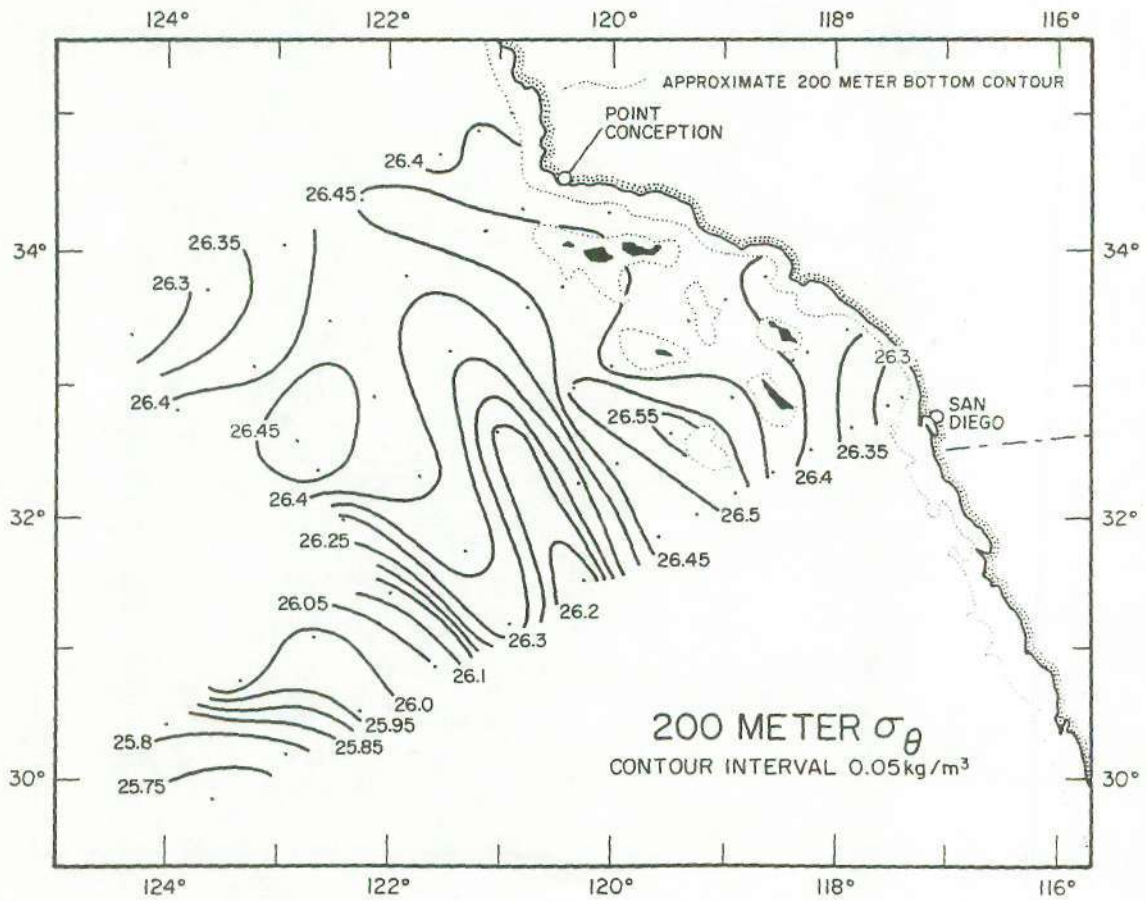 124° 122° 120° 118° 116°
APPROXIMATE 200 METER BOTTOM CONTOUR
POINT
CONCEPTION
26.4
26.45
34° 34°
26.35
26.3
26.3
26.4
26.45
26.55
SAN
DIEGO
26.35
26.4
26.4
26.5
32° 32°
26.25
26.45
26.05
26.2
26.3
26.1
26.0
25.95
25.8
25.85
200 METER σθ
CONTOUR INTERVAL 0.05kg/m³
30° 30°
25.75
124° 122° 120° 118° 116°